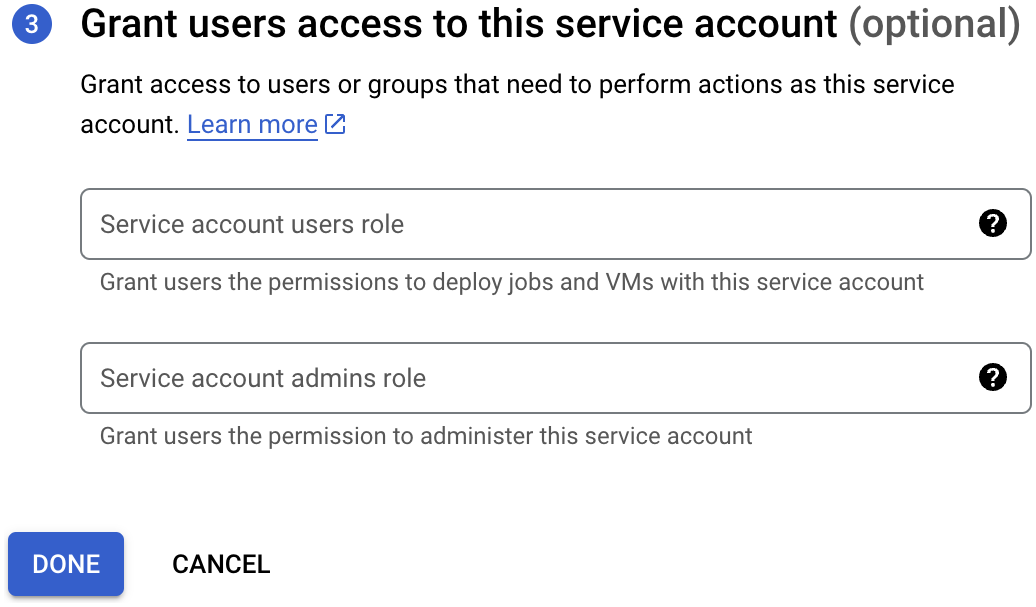 3 Grant users access to this service account (optional)
Grant access to users or groups that need to perform actions as this service
account. Learn more
Service account users role ?
Grant users the permissions to deploy jobs and VMs with this service account
Service account admins role ?
Grant users the permission to administer this service account
DONE CANCEL